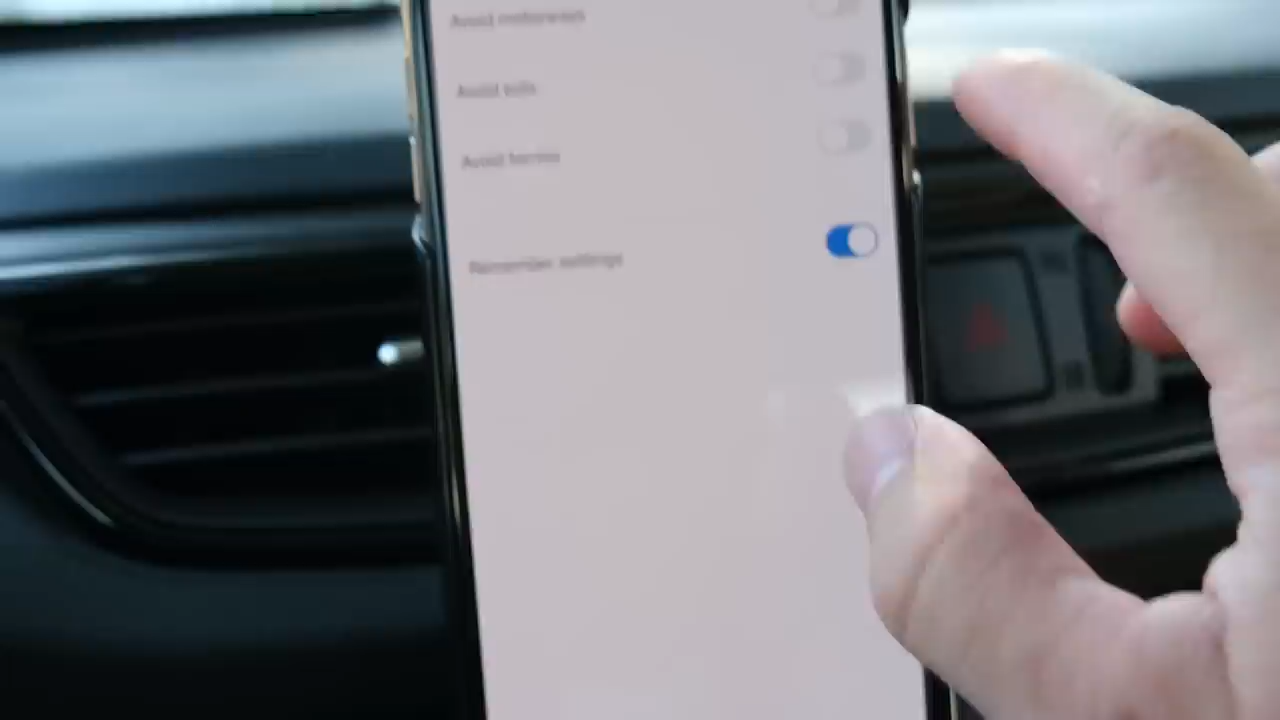 Avoid motorways
Avoid tolls
Avoid ferries
Remember settings